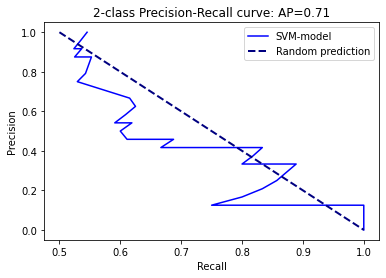 2-class Precision-Recall curve: AP=0.71
SVM-model
Random prediction
Precision
1.0
0.8
0.6
0.4
0.2
0.0
0.5
0.6
0.7
0.8
0.9
1.0
Recall